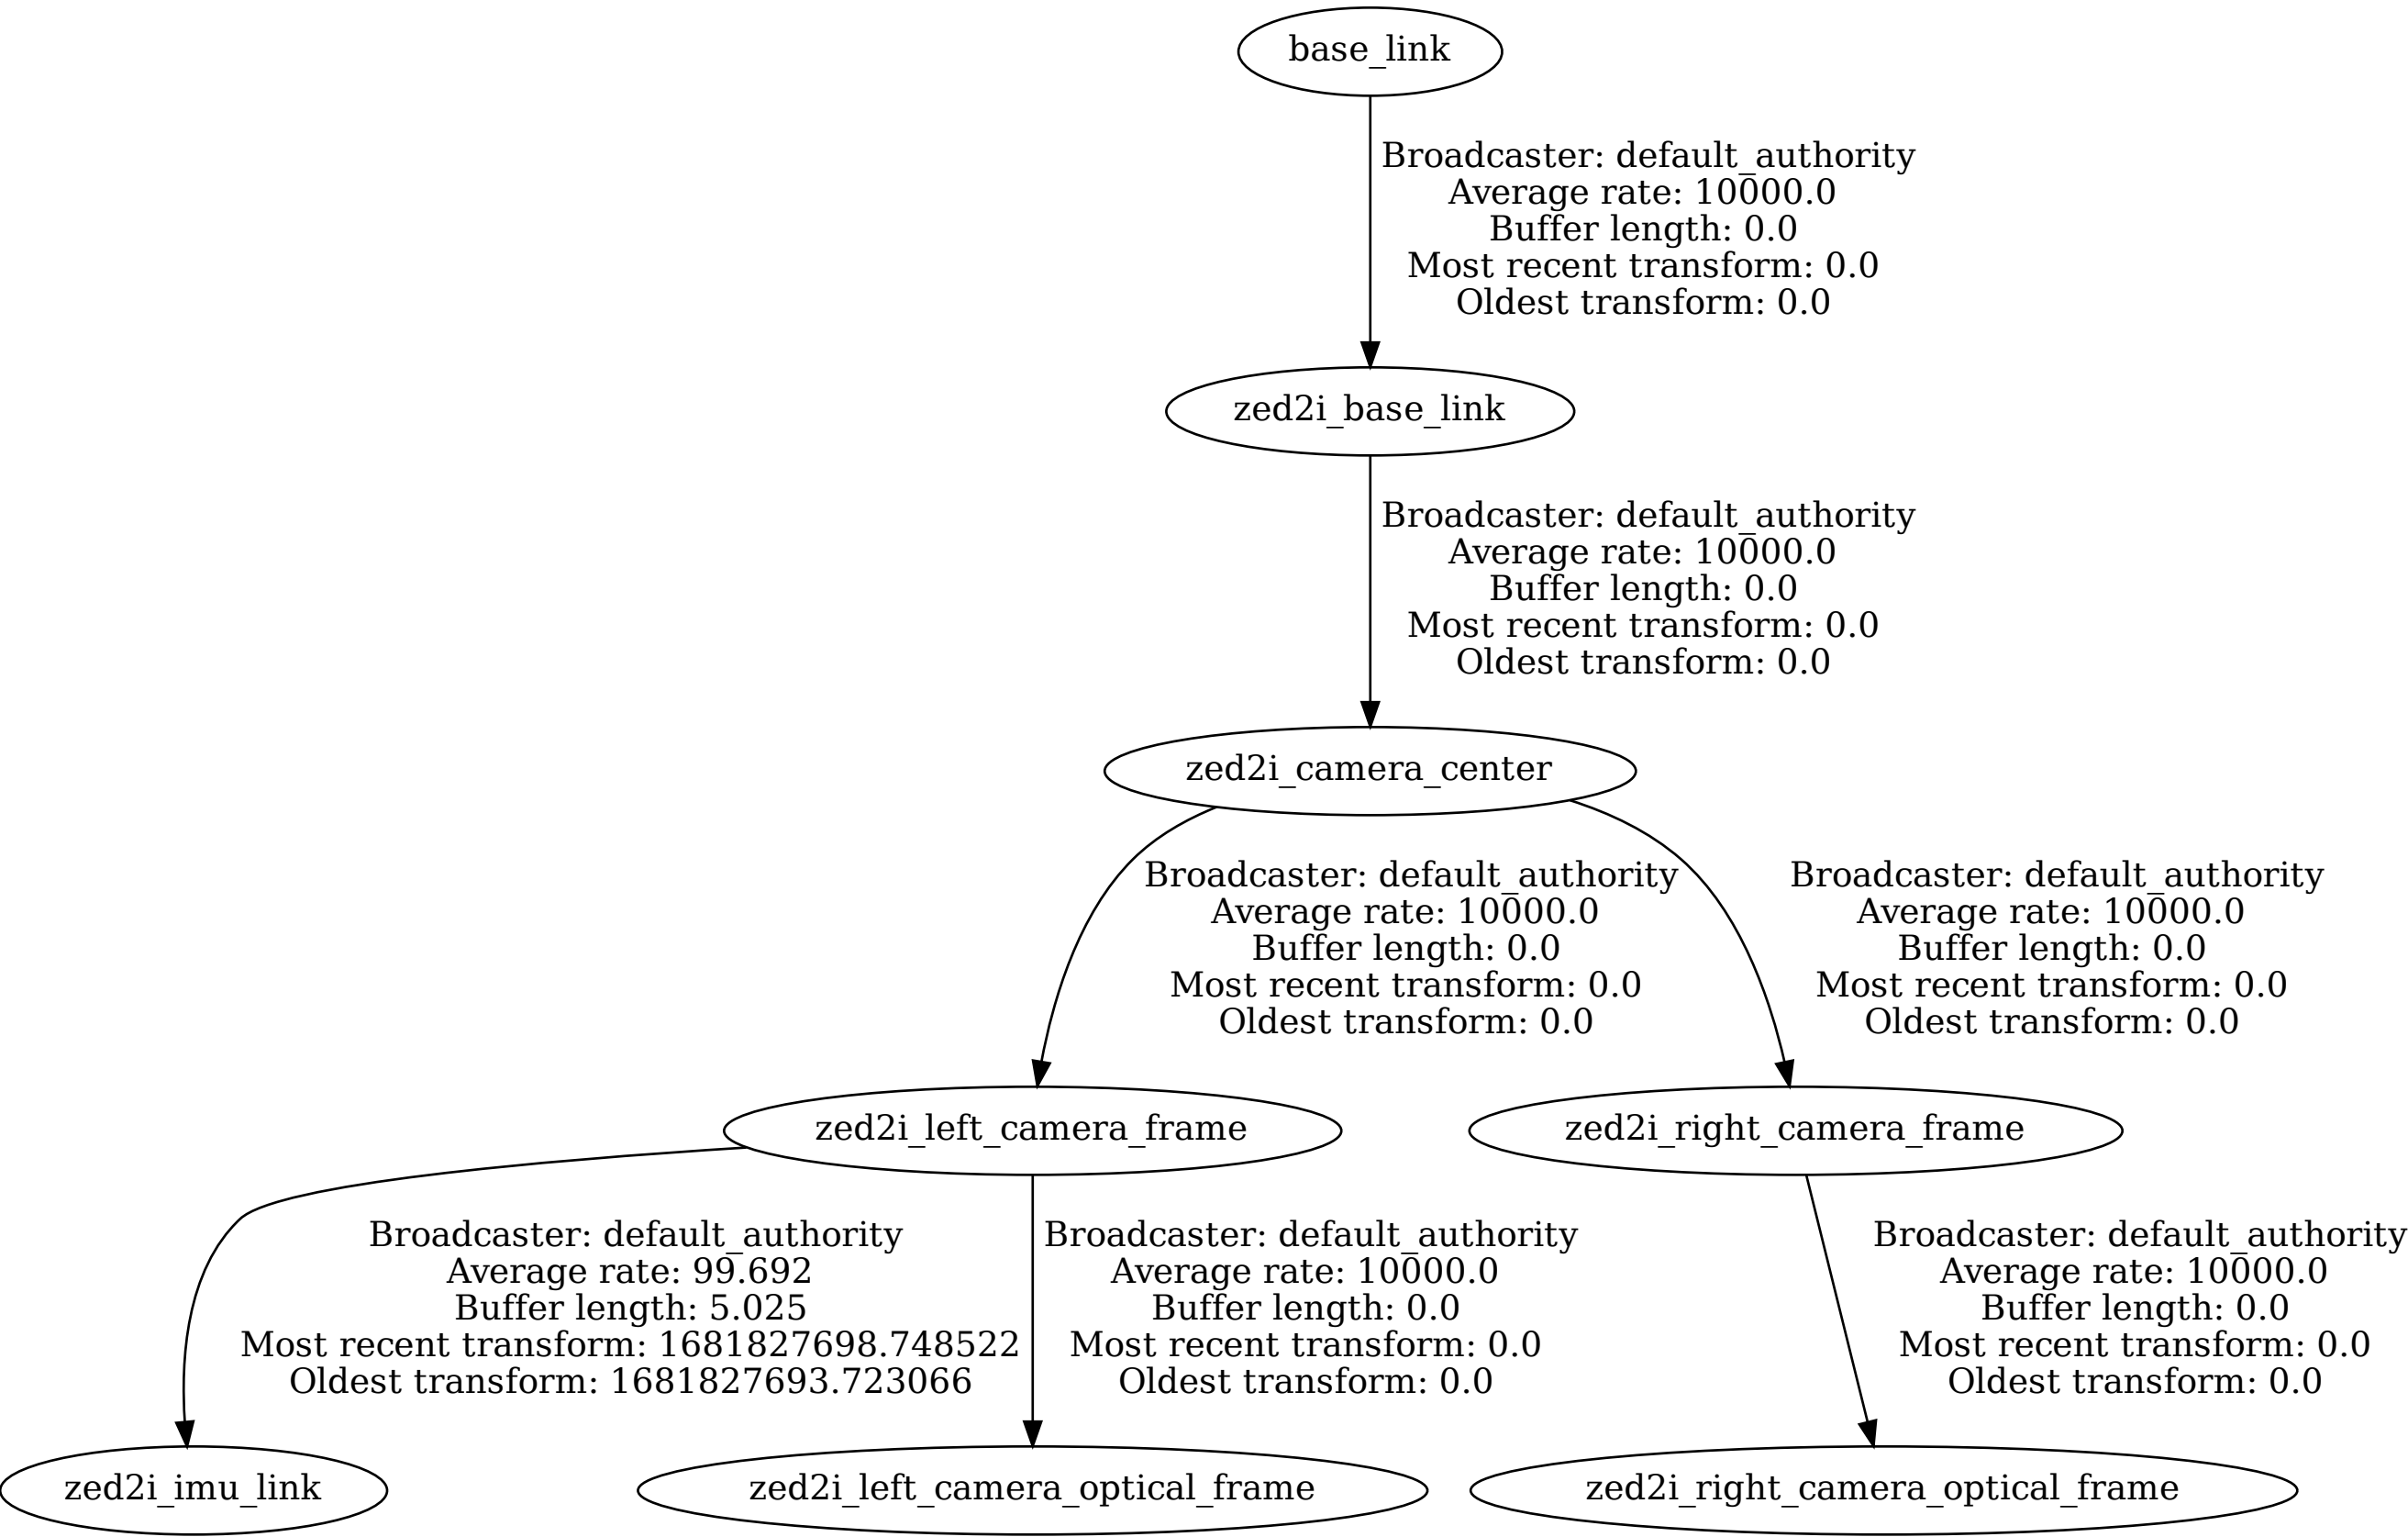 base_link
Broadcaster: default_authority
Average rate: 10000.0
Buffer length: 0.0
Most recent transform: 0.0
Oldest transform: 0.0
zed2i_base_link
Broadcaster: default_authority
Average rate: 10000.0
Buffer length: 0.0
Most recent transform: 0.0
Oldest transform: 0.0
zed2i_camera_center
Broadcaster: default_authority
Average rate: 10000.0
Buffer length: 0.0
Most recent transform: 0.0
Oldest transform: 0.0
Broadcaster: default_authority
Average rate: 10000.0
Buffer length: 0.0
Most recent transform: 0.0
Oldest transform: 0.0
zed2i_left_camera_frame
zed2i_right_camera_frame
Broadcaster: default_authority
Average rate: 99.692
Buffer length: 5.025
Most recent transform: 1681827698.748522
Oldest transform: 1681827693.723066
Broadcaster: default_authority
Average rate: 10000.0
Buffer length: 0.0
Most recent transform: 0.0
Oldest transform: 0.0
Broadcaster: default_authority
Average rate: 10000.0
Buffer length: 0.0
Most recent transform: 0.0
Oldest transform: 0.0
zed2i_imu_link
zed2i_left_camera_optical_frame
zed2i_right_camera_optical_frame